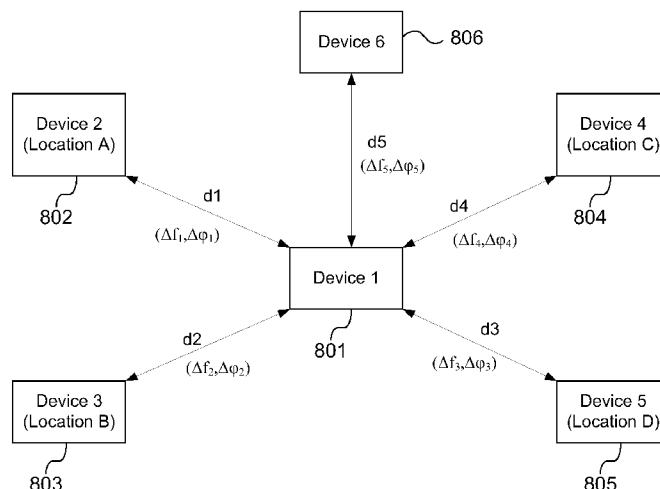 Device 6
806
Device 2
(Location A)
802
Device 4
(Location C)
804
d5
(Δf₅,Δφ₅)
d1
(Δf₁,Δφ₁)
d4
(Δf₄,Δφ₄)
Device 1
801
d2
(Δf₂,Δφ₂)
d3
(Δf₃,Δφ₃)
Device 3
(Location B)
803
Device 5
(Location D)
805